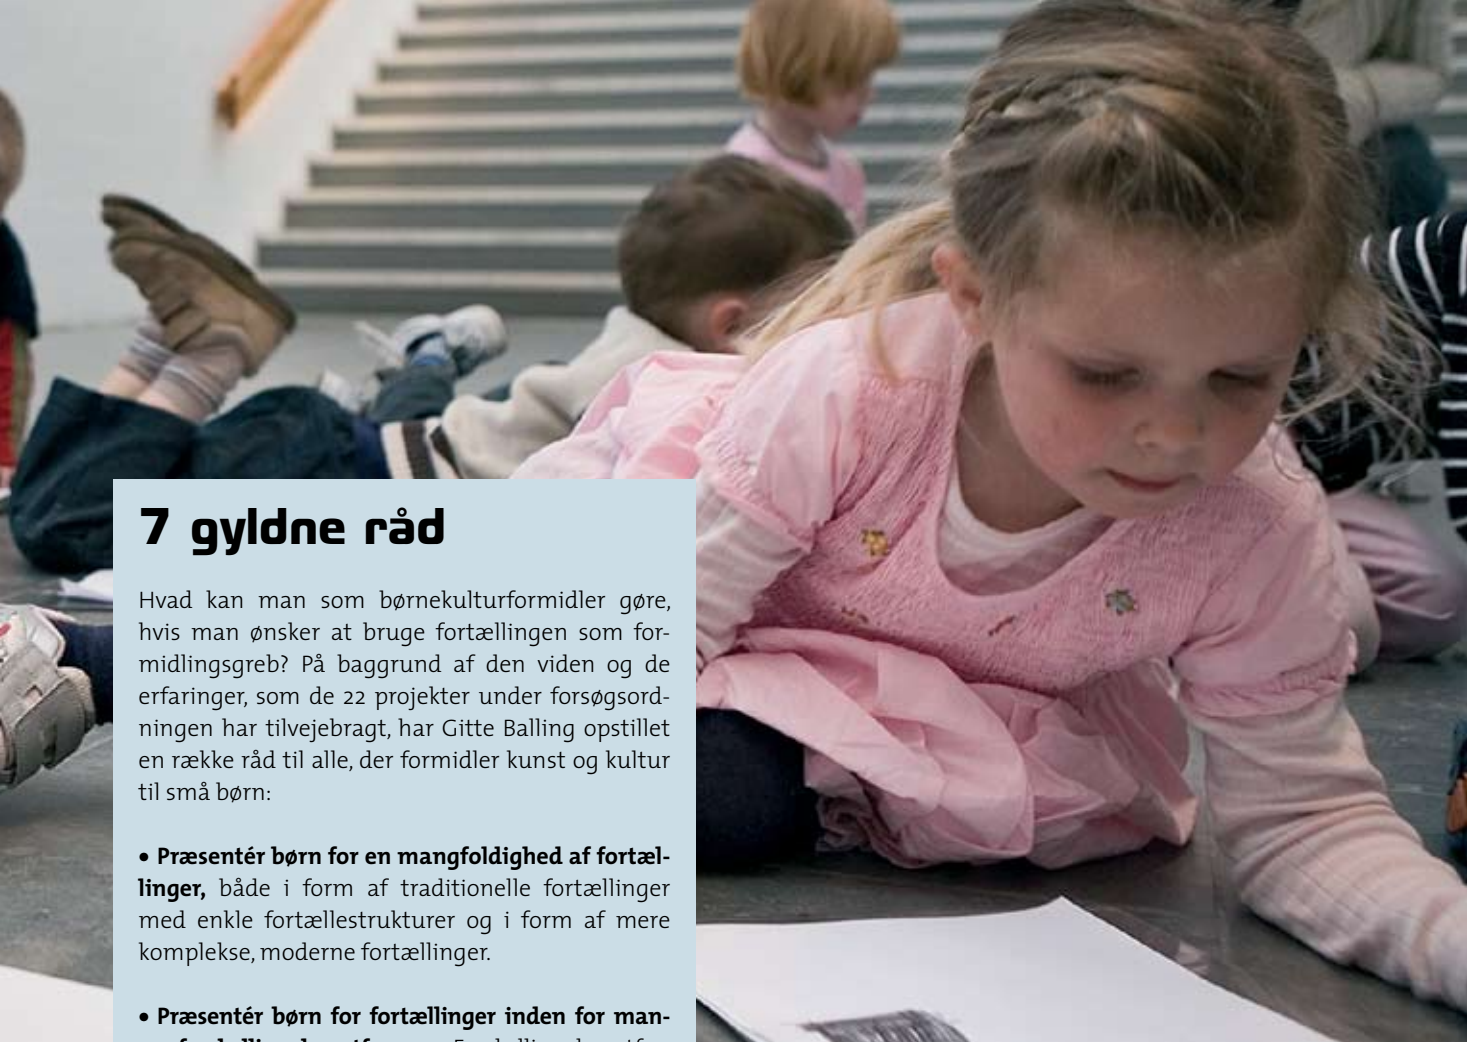 7 gyldne råd
Hvad kan man som børnekulturformidler gøre,
hvis man ønsker at bruge fortællingen som for-
midlingsgreb? På baggrund af den viden og de
erfaringer, som de 22 projekter under forsøgsord-
ningen har tilvejebragt, har Gitte Balling opstillet
en række råd til alle, der formidler kunst og kultur
til små børn:
• Præsentér børn for en mangfoldighed af fortæl-
linger, både i form af traditionelle fortællinger
med enkle fortællestrukturer og i form af mere
komplekse, moderne fortællinger.
• Præsentér børn for fortællinger inden for man-